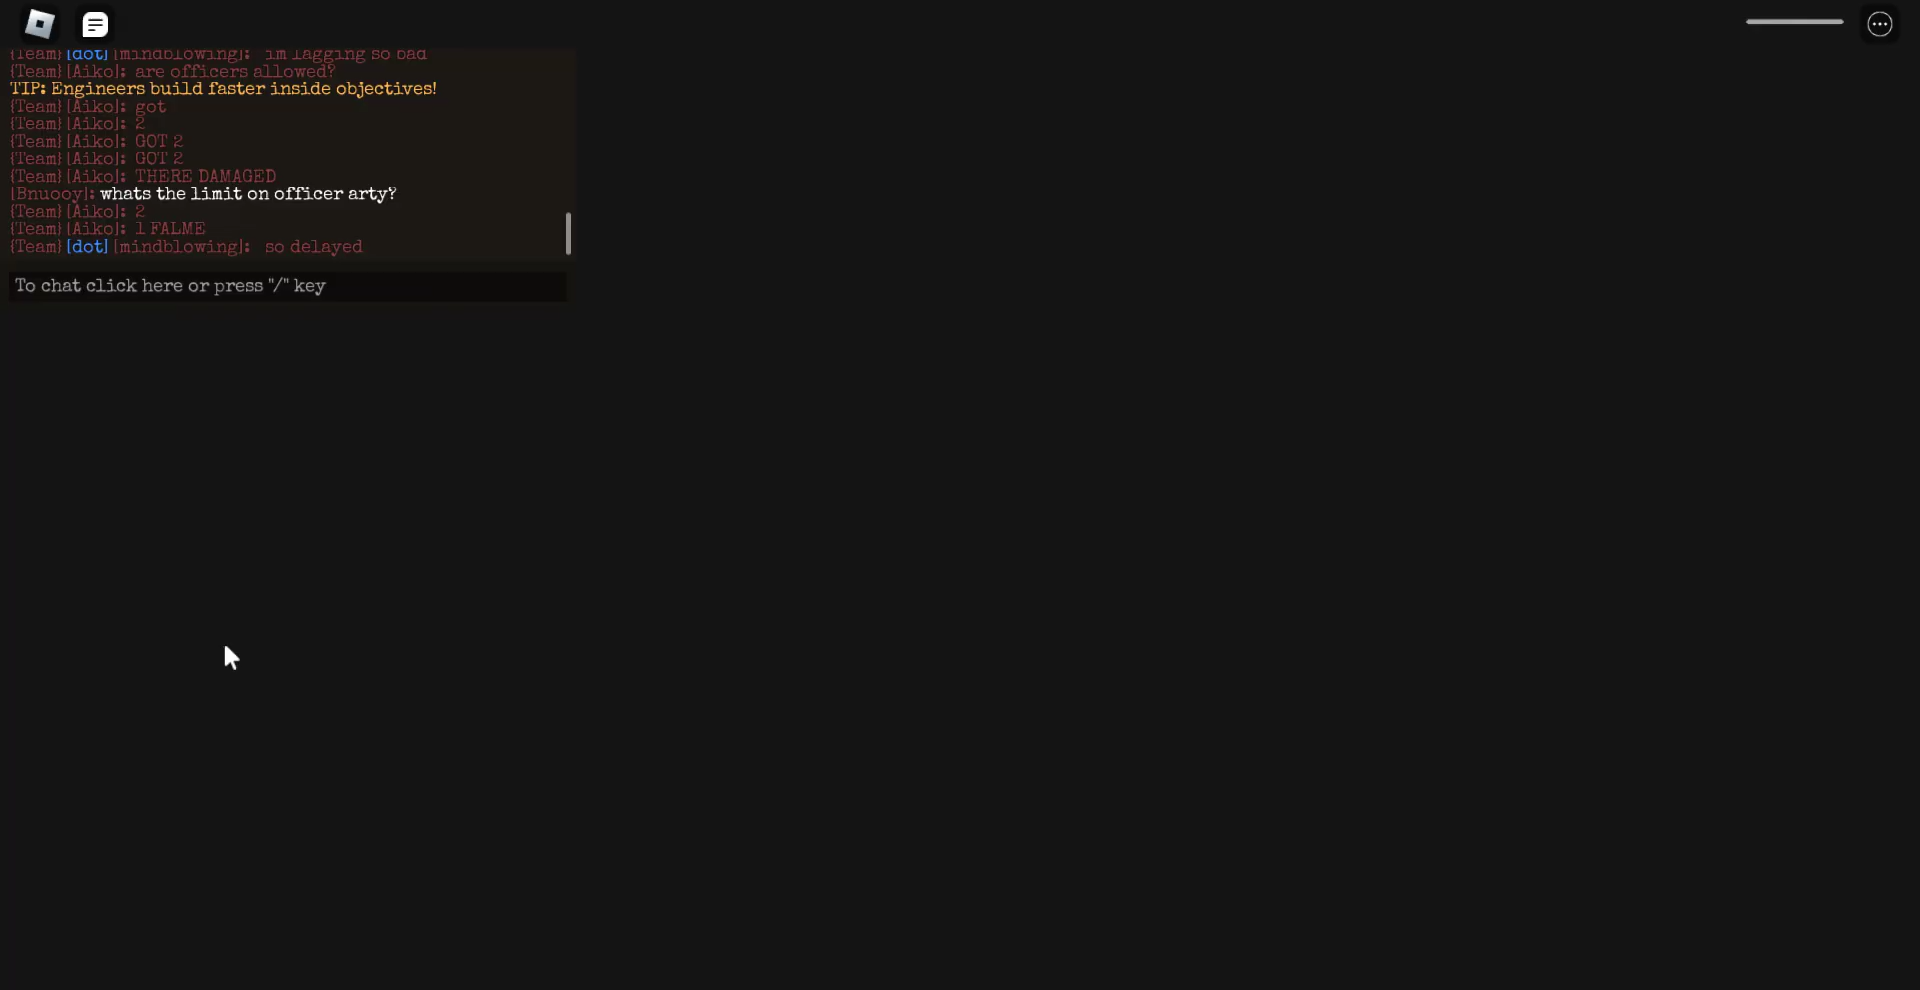 {Team} [dot] [mindblowing]: im lagging so bad
{Team} [Aiko]: are officers allowed?
TIP: Engineers build faster inside objectives!
{Team} [Aiko]: got
{Team} [Aiko]: 2
{Team} [Aiko]: GOT 2
{Team} [Aiko]: GOT 2
{Team} [Aiko]: THERE DAMAGED
[Bnuooy]: whats the limit on officer arty?
{Team} [Aiko]: 2
{Team} [Aiko]: 1 FALME
{Team} [dot] [mindblowing]: so delayed
To chat click here or press "/" key